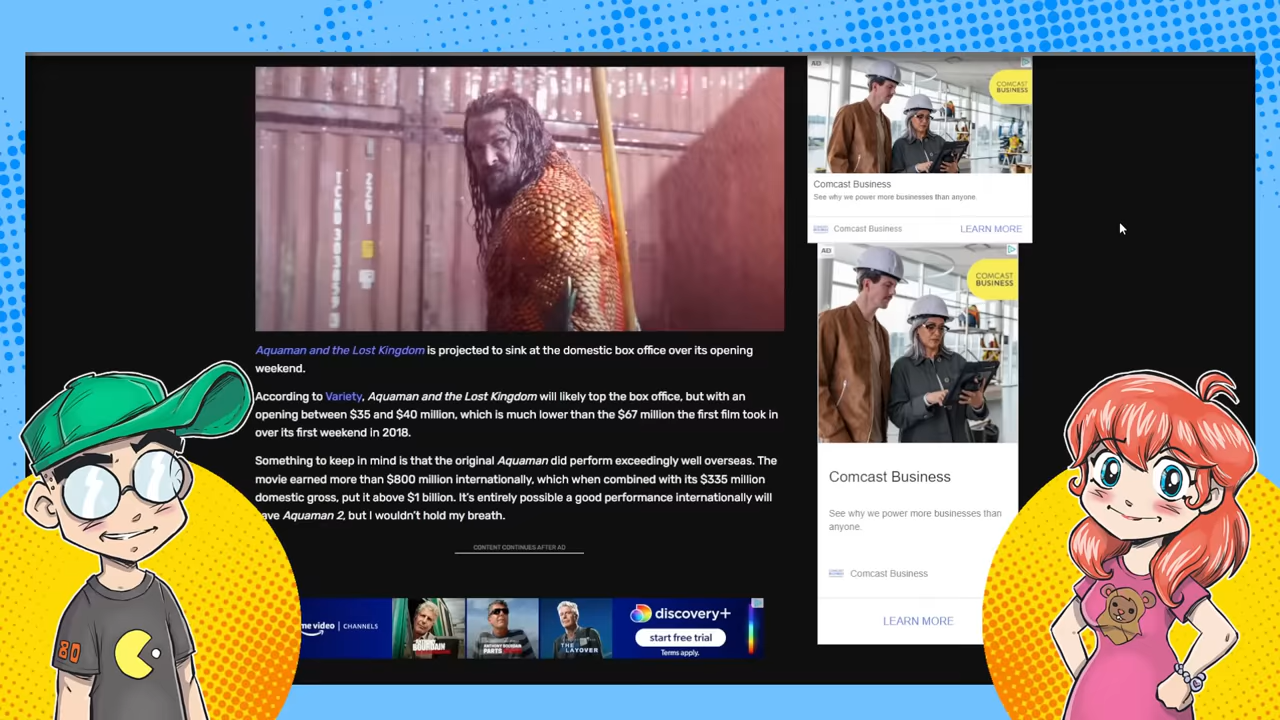 Aquaman and the Lost Kingdom is projected to sink at the domestic box office over its opening
weekend.
According to Variety, Aquaman and the Lost Kingdom will likely top the box office, but with an
opening between $35 and $40 million, which is much lower than the $67 million the first film took in
over its first weekend in 2018.
Something to keep in mind is that the original Aquaman did perform exceedingly well overseas. The
movie earned more than $800 million internationally, which when combined with its $335 million
domestic gross, put it above $1 billion. It's entirely possible a good performance internationally will
Aquaman 2, but I wouldn't hold my breath.
CONTENT CONTINUES AFTER AD
video | CHANNELS
BOURDAIN
PARTS
THE LAYOVER
discovery+
start free trial
Terms apply.
AD
COMCAST
BUSINESS
Comcast Business
See why we power more businesses than anyone.
Comcast Business
LEARN MORE
AD
COMCAST
BUSINESS
Comcast Business
See why we power more businesses than
anyone.
Comcast Business
LEARN MORE
80